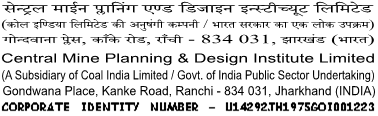 सेन्ट्रल माईन प्लानिंग एण्ड डिजाइन इन्स्टीच्यूट लिमिटेड
(कोल इण्डिया लिमिटेड की अनुषंगी कम्पनी / भारत सरकार का एक लोक उपक्रम)
गोन्दवाना प्लेस, काँके रोड, राँची - 834 031, झारखंड (भारत)
Central Mine Planning & Design Institute Limited
(A Subsidiary of Coal India Limited / Govt. of India Public Sector Undertaking)
Gondwana Place, Kanke Road, Ranchi - 834 031, Jharkhand (INDIA)
CORPORATE IDENTITY NUMBER - U14292JH1975GOI001223